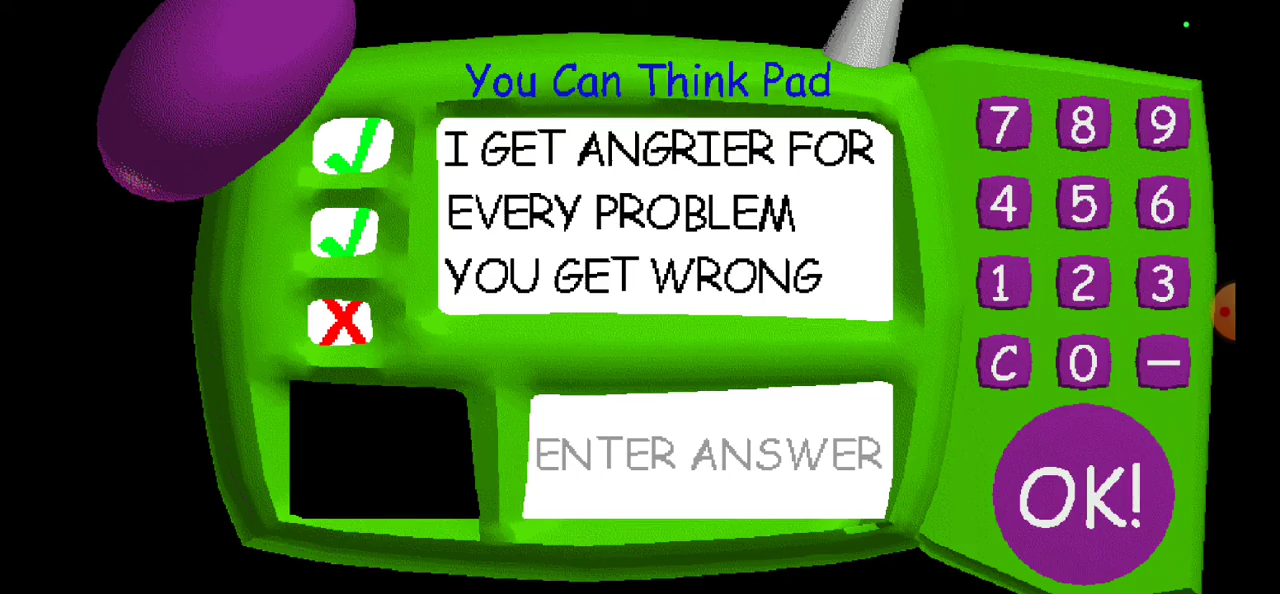 You Can Think Pad
I GET ANGRIER FOR
EVERY PROBLEM
YOU GET WRONG
ENTER ANSWER
7 8 9
4 5 6
1 2 3
C 0 —
OK!